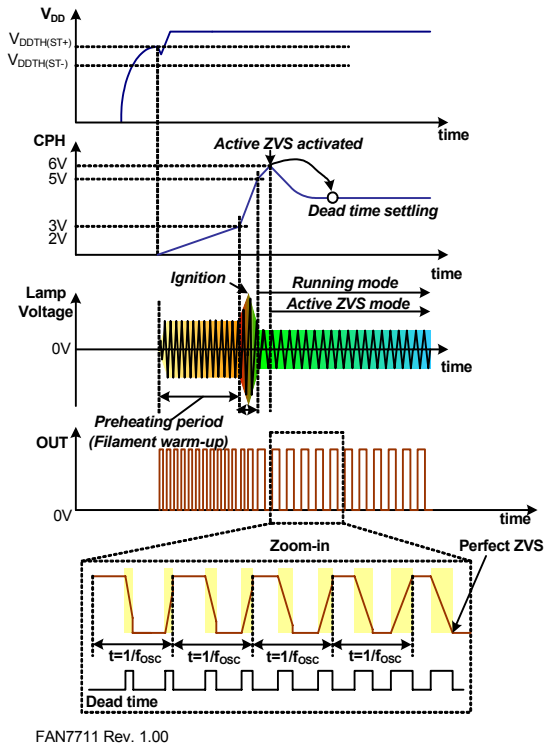 VDD
VDDTH(ST+)
VDDTH(ST-)
time
CPH
Active ZVS activated
6V
5V
Dead time settling
3V
2V
time
Ignition
Running mode
Lamp
Voltage
Active ZVS mode
0V
time
Preheating period
(Filament warm-up)
OUT
0V
time
Zoom-in
Perfect ZVS
t=1/fOSC
t=1/fOSC
t=1/fOSC
t=1/fOSC
Dead time
FAN7711 Rev. 1.00